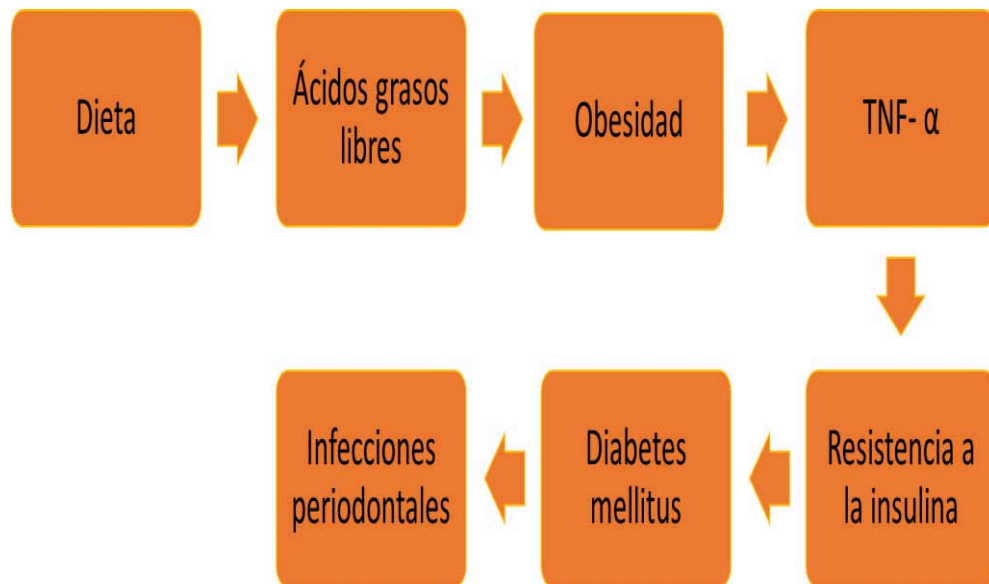 Dieta
Ácidos grasos
libres
Obesidad
TNF- α
Resistencia a
la insulina
Diabetes
mellitus
Infecciones
periodontales